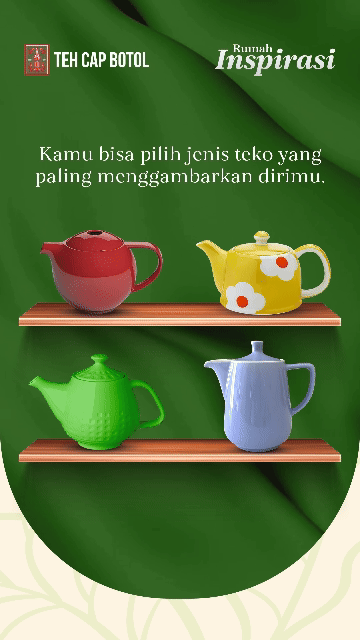 TEH CAP BOTOL
Rumah
Inspirasi
Kamu bisa pilih jenis teko yang
paling menggambarkan dirimu.